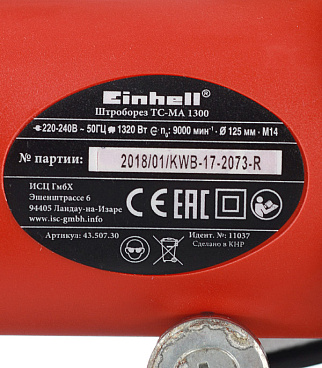 Einhell®
Штроборез TC-MA 1300
220-240В ~ 50ГЦ 1320 Вт n₀: 9000 мин⁻¹ · Ø 125 мм · M14
№ партии: 2018/01/KWB-17-2073-R
ИСЦ ГмбХ
Эшенштрассе 6
94405 Ландау-на-Изаре
www.isc-gmbh.info
CE EAC
Артикул: 43.507.30
Идент. №: 11037
Сделано в КНР